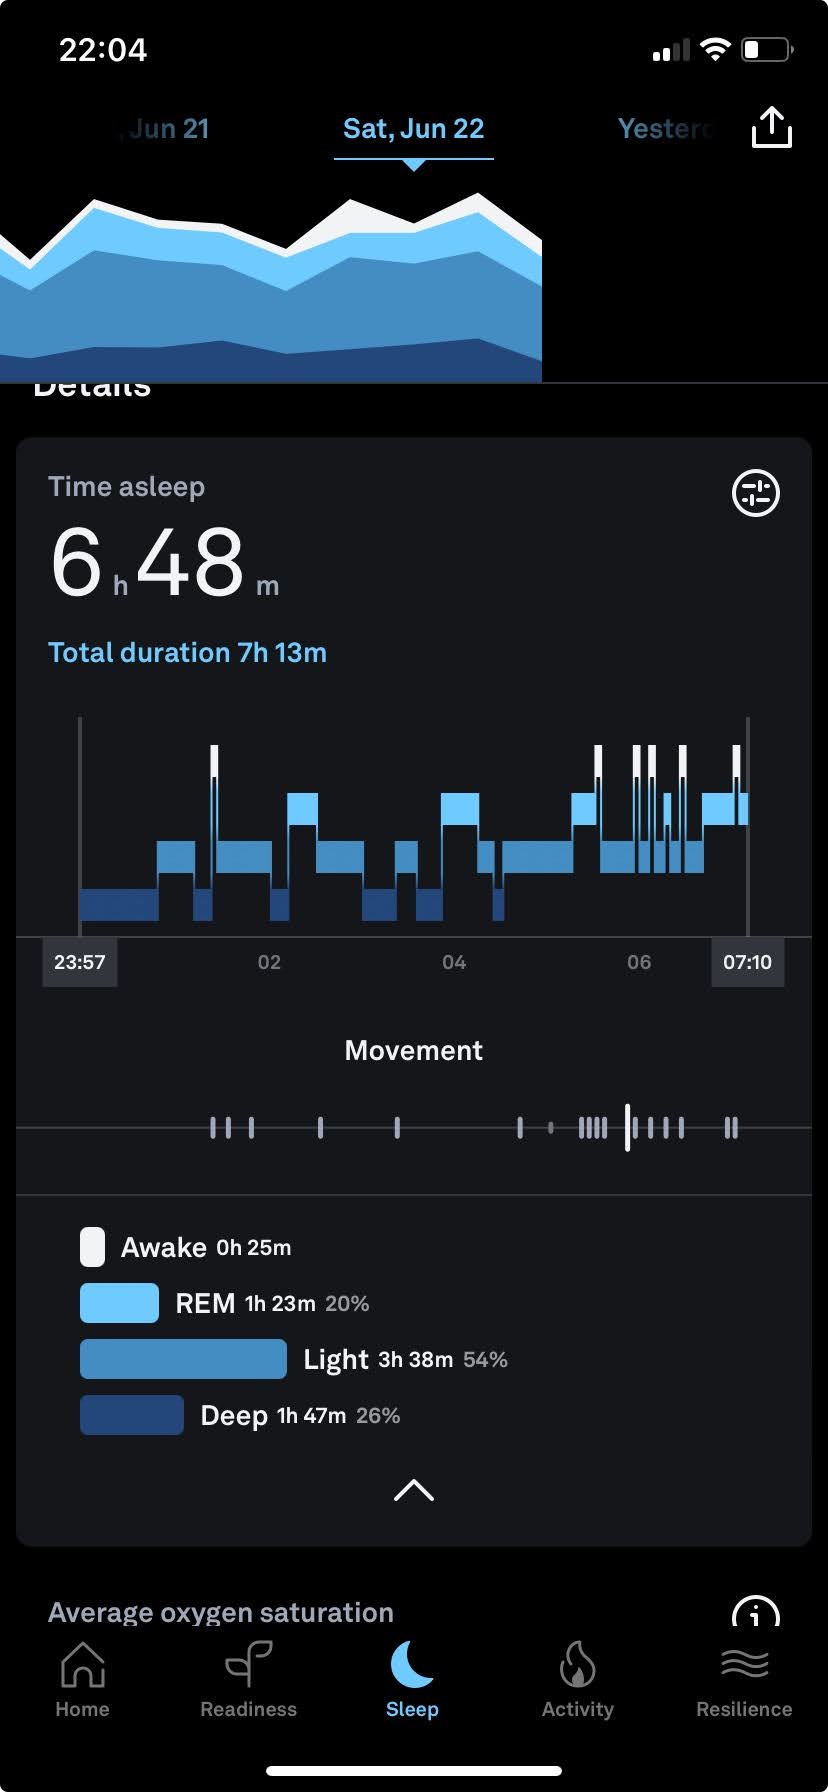 22:04
, Jun 21
Sat, Jun 22
Yester
Details
Time asleep
6 h 48 m
Total duration 7h 13m
23:57 02 04 06 07:10
Movement
Awake 0h 25m
REM 1h 23m 20%
Light 3h 38m 54%
Deep 1h 47m 26%
Average oxygen saturation
Home Readiness Sleep Activity Resilience